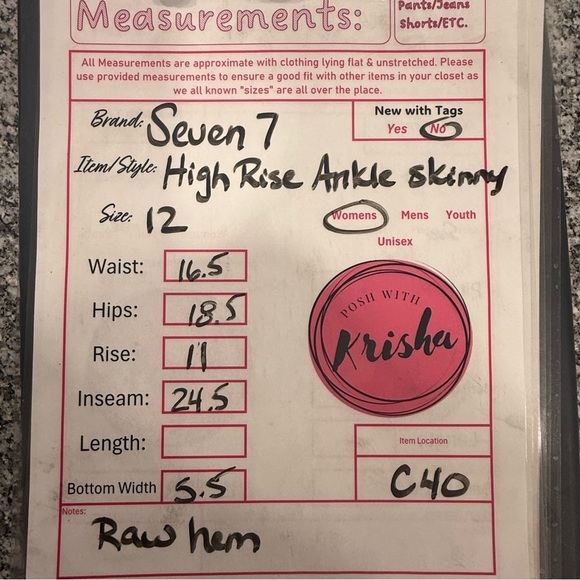 Measurements:
Pants/Jeans
Shorts/ETC.
All Measurements are approximate with clothing lying flat & unstretched. Please
use provided measurements to ensure a good fit with other items in your closet as
we all known "sizes" are all over the place.
Brand: Seven 7
New with Tags
Yes No
Item/Style: High Rise Ankle Skinny
Size: 12
Womens Mens Youth
Unisex
Waist: 16.5
Hips: 18.5
Rise: 11
Inseam: 24.5
Length:
Bottom Width 5.5
POSH WITH
Krisha
Item Location
C40
Notes:
Raw hem